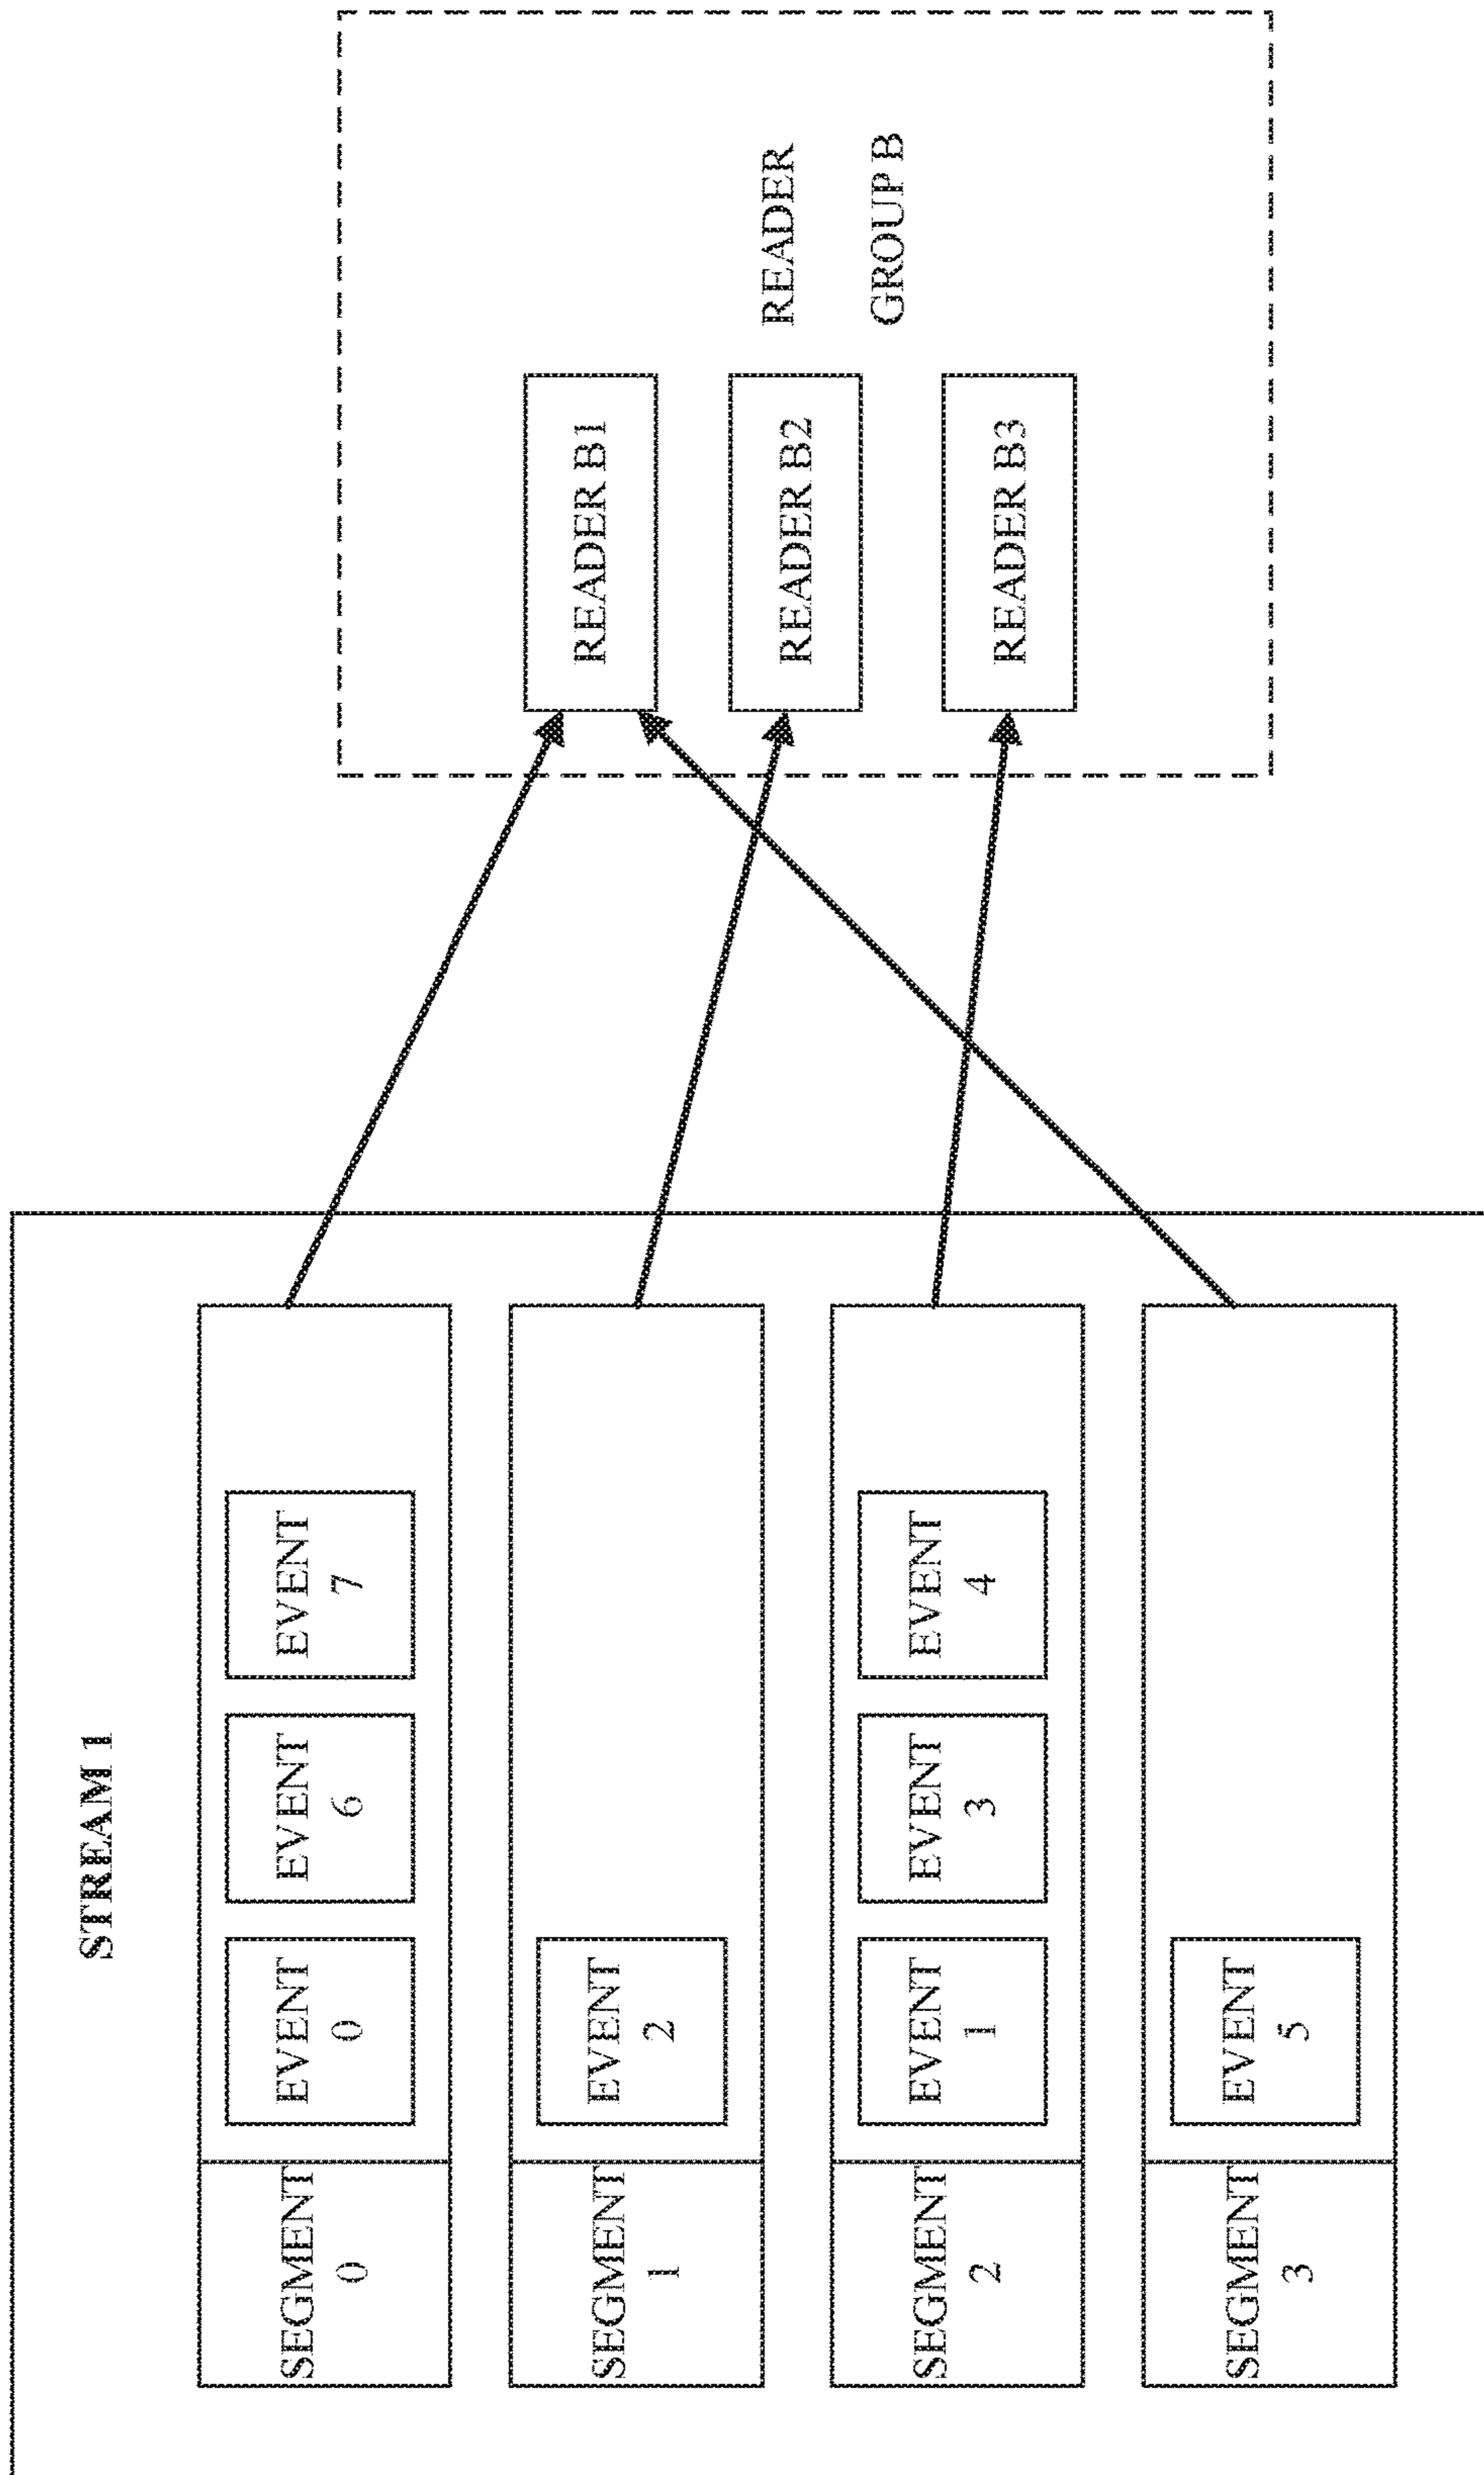 STREAM 1
SEGMENT
0
EVENT
0
EVENT
6
EVENT
7
SEGMENT
1
EVENT
2
SEGMENT
2
EVENT
1
EVENT
3
EVENT
4
SEGMENT
3
EVENT
5
READER B1
READER B2
READER B3
READER
GROUP B